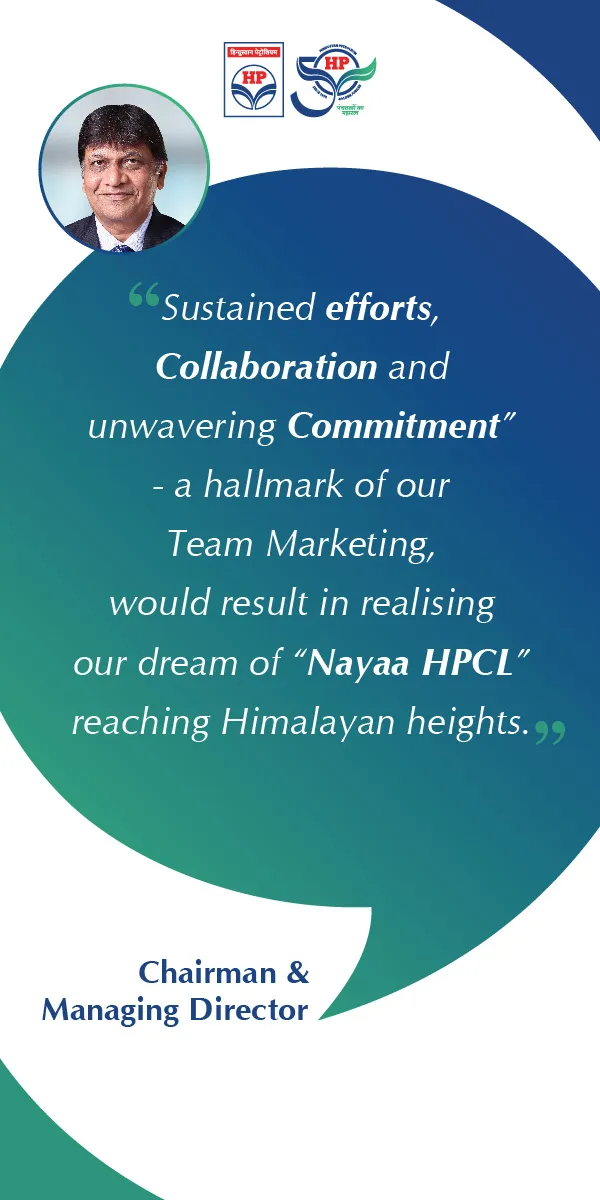 हिन्दुस्तान पेट्रोलियम
HP
HP
“Sustained efforts,
Collaboration and
unwavering Commitment”
- a hallmark of our
Team Marketing,
would result in realising
our dream of “Nayaa HPCL”
reaching Himalayan heights.”
Chairman &
Managing Director